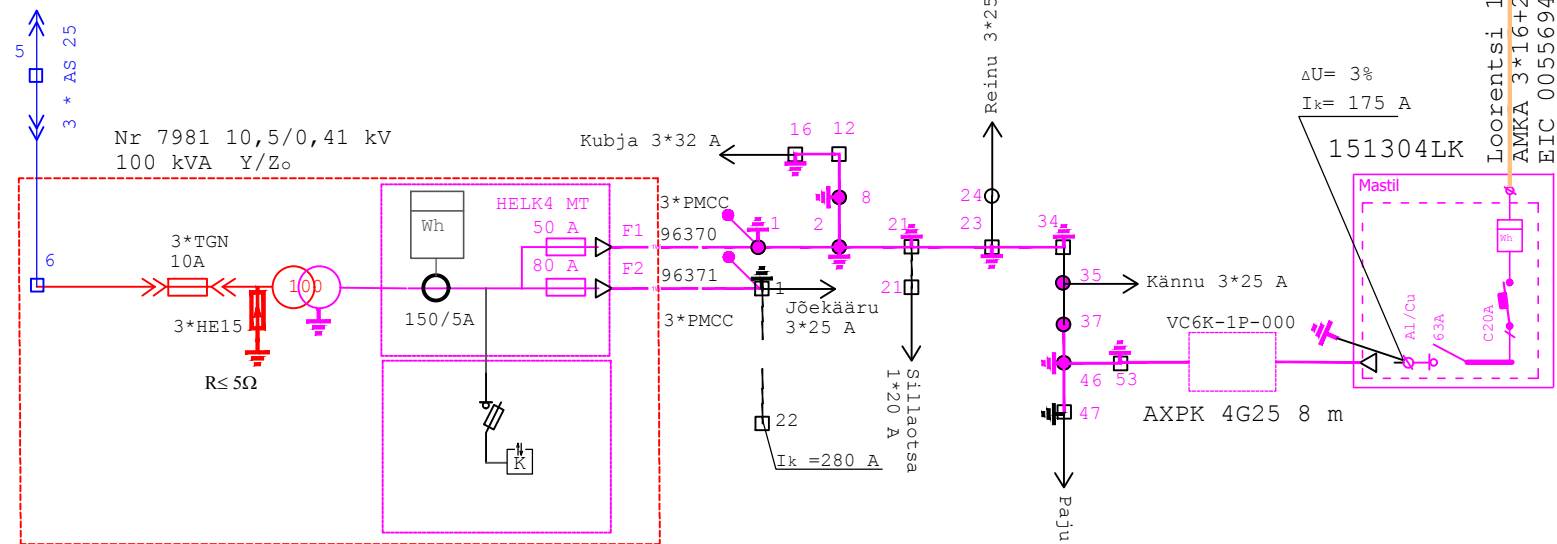 5
3 * AS 25
6
Nr 7981 10,5/0,41 kV
100 kVA Y/Zo
3*TGN
10A
3*HE15
R≤ 5Ω
100
Wh
150/5A
HELK4 MT
50 A
80 A
F1
F2
K
3*PMCC
96370
96371
3*PMCC
1
1
Jõekääru
3*25 A
22
Ik =280 A
Kubja 3*32 A
16
12
8
2
21
21
Sillaotsa
1*20 A
Reinu 3*25
24
23
34
35
Kännu 3*25 A
37
46
53
47
Paju
VC6K-1P-000
AXPK 4G25 8 m
ΔU= 3%
Ik= 175 A
151304LK
Mastil
Al/Cu
63A
C20A
Wh
Loorentsi 1
AMKA 3*16+2
EIC 0055694